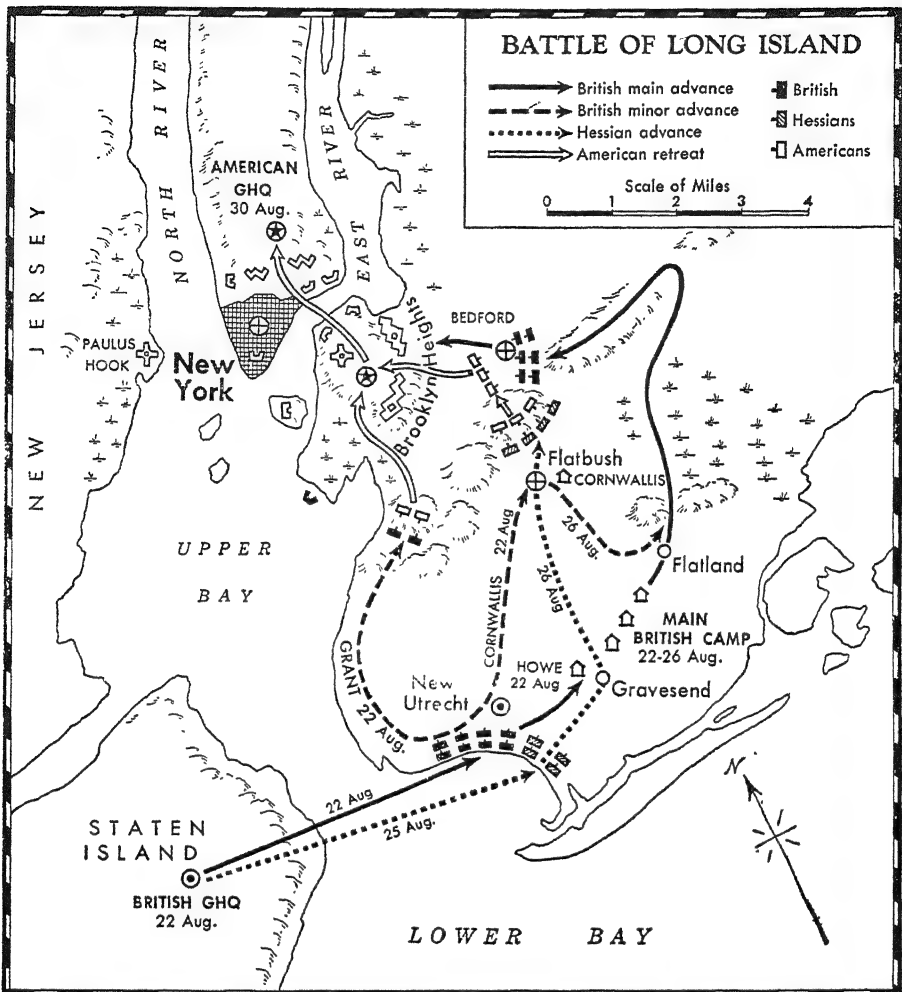 BATTLE OF LONG ISLAND
British main advance
British minor advance
Hessian advance
American retreat
British
Hessians
Americans
Scale of Miles
0 1 2 3 4
NORTH RIVER
EAST RIVER
AMERICAN
GHQ
30 Aug.
NEW JERSEY
PAULUS
HOOK
New
York
Brooklyn Heights
BEDFORD
Flatbush
CORNWALLIS
22 Aug
26 Aug.
26 Aug
Flatland
UPPER
BAY
CORNWALLIS
MAIN
BRITISH CAMP
22-26 Aug.
GRANT 22 Aug.
HOWE
22 Aug
New
Utrecht
Gravesend
N.
22 Aug
25 Aug.
STATEN
ISLAND
BRITISH GHQ
22 Aug.
LOWER BAY